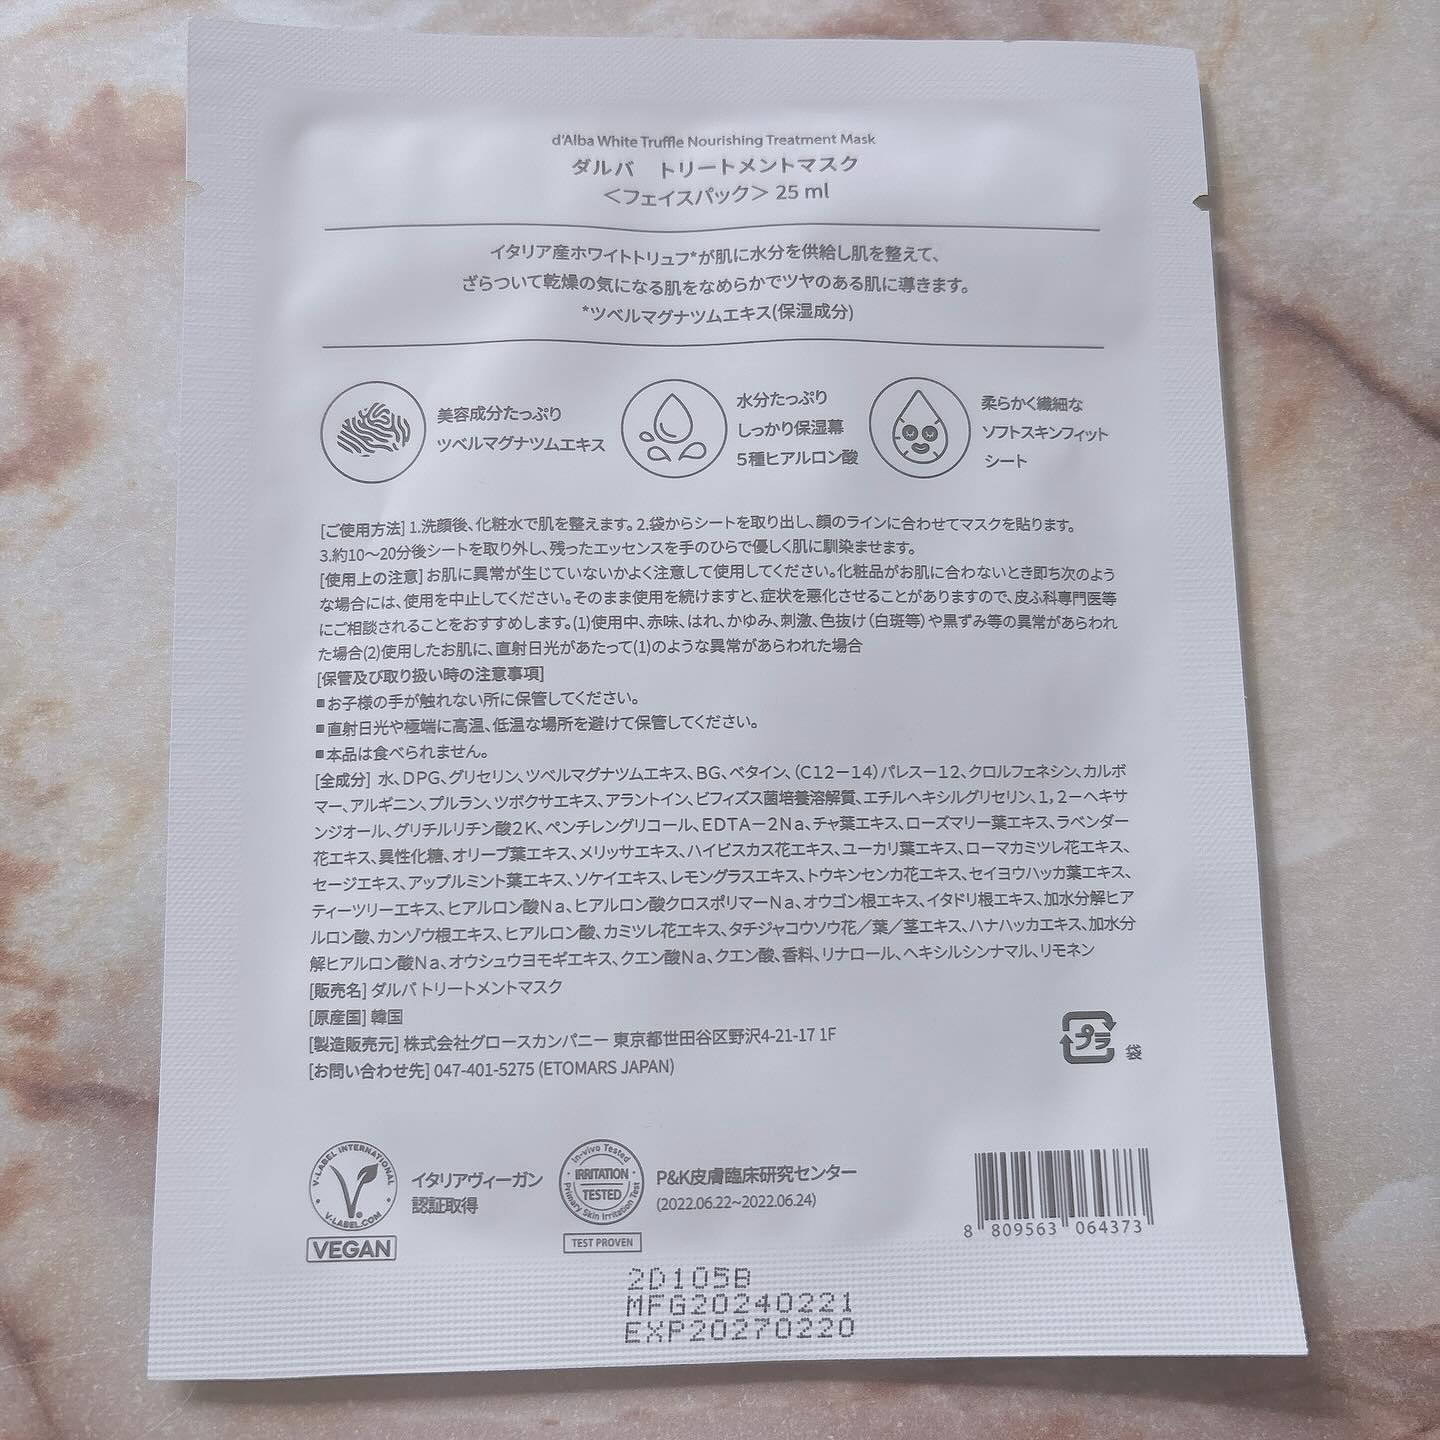 d'Alba White Truffle Nourishing Treatment Mask
ダルバ　トリートメントマスク
＜フェイスパック＞ 25 ml
イタリア産ホワイトトリュフ*が肌に水分を供給し肌を整えて、
ざらついて乾燥の気になる肌をなめらかでツヤのある肌に導きます。
*ツベルマグナツムエキス(保湿成分)
美容成分たっぷり
ツベルマグナツムエキス
水分たっぷり
しっかり保湿幕
5種ヒアルロン酸
柔らかく繊細な
ソフトスキンフィット
シート
[ご使用方法] 1.洗顔後、化粧水で肌を整えます。2.袋からシートを取り出し、顔のラインに合わせてマスクを貼ります。
3.約10～20分後シートを取り外し、残ったエッセンスを手のひらで優しく肌に馴染ませます。
[使用上の注意] お肌に異常が生じていないかよく注意して使用してください。化粧品がお肌に合わないとき即ち次のよう
な場合には、使用を中止してください。そのまま使用を続けますと、症状を悪化させることがありますので、皮ふ科専門医等
にご相談されることをおすすめします。(1)使用中、赤味、はれ、かゆみ、刺激、色抜け（白斑等）や黒ずみ等の異常があらわれ
た場合(2)使用したお肌に、直射日光があたって(1)のような異常があらわれた場合
[保管及び取り扱い時の注意事項]
■お子様の手が触れない所に保管してください。
■直射日光や極端に高温、低温な場所を避けて保管してください。
■本品は食べられません。
[全成分] 水、DPG、グリセリン、ツベルマグナツムエキス、BG、ベタイン、（C12－14）パレス－12、クロルフェネシン、カルボ
マー、アルギニン、プルラン、ツボクサエキス、アラントイン、ビフィズス菌培養溶解質、エチルヘキシルグリセリン、1，2－ヘキサ
ンジオール、グリチルリチン酸2K、ペンチレングリコール、EDTA－2Na、チャ葉エキス、ローズマリー葉エキス、ラベンダー
花エキス、異性化糖、オリーブ葉エキス、メリッサエキス、ハイビスカス花エキス、ユーカリ葉エキス、ローマカミツレ花エキス、
セージエキス、アップルミント葉エキス、ソケイエキス、レモングラスエキス、トウキンセンカ花エキス、セイヨウハッカ葉エキス、
ティーツリーエキス、ヒアルロン酸Na、ヒアルロン酸クロスポリマーNa、オウゴン根エキス、イタドリ根エキス、加水分解ヒア
ルロン酸、カンゾウ根エキス、ヒアルロン酸、カミツレ花エキス、タチジャコウソウ花／葉／茎エキス、ハナハッカエキス、加水分
解ヒアルロン酸Na、オウシュウヨモギエキス、クエン酸Na、クエン酸、香料、リナロール、ヘキシルシンナマル、リモネン
[販売名] ダルバ トリートメントマスク
[原産国] 韓国
[製造販売元] 株式会社グロースカンパニー 東京都世田谷区野沢4-21-17 1F
[お問い合わせ先] 047-401-5275 (ETOMARS JAPAN)
プラ
袋
V-LABEL INTERNATIONAL
V-LABEL.COM
VEGAN
イタリアヴィーガン
認証取得
In-vivo Tested
IRRITATION
TESTED
Primary Skin Irritation Test
TEST PROVEN
P&K皮膚臨床研究センター
(2022.06.22~2022.06.24)
8 809563 064373
2D105B
MFG20240221
EXP20270220